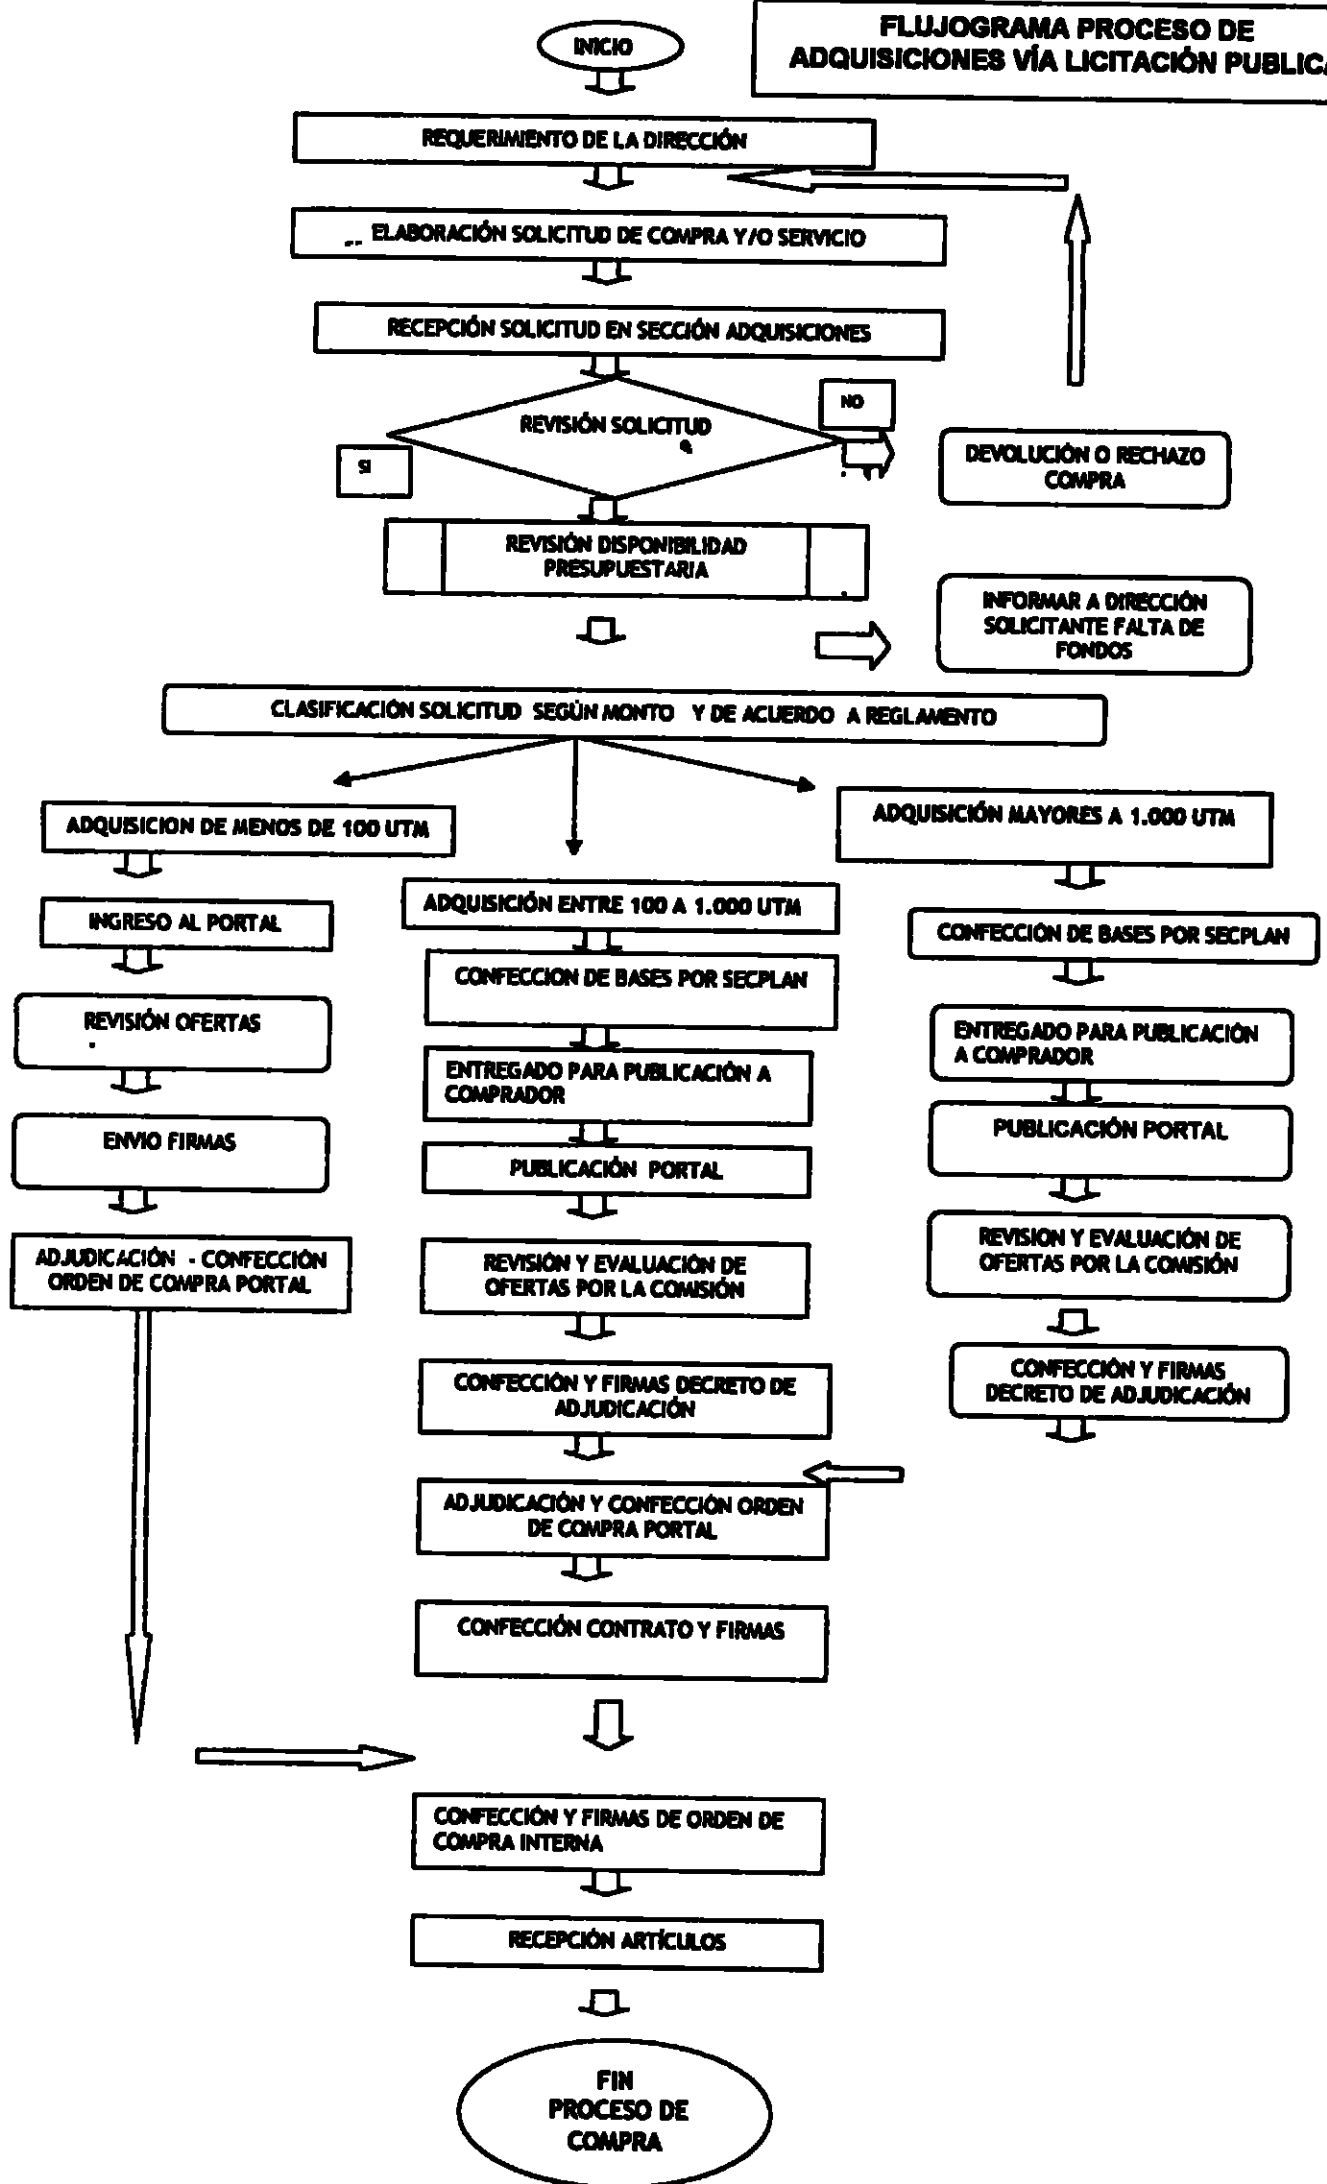 FLUJOGRAMA PROCESO DE
ADQUISICIONES VÍA LICITACIÓN PUBLICA
INICIO
REQUERIMIENTO DE LA DIRECCIÓN
ELABORACIÓN SOLICITUD DE COMPRA Y/O SERVICIO
RECEPCIÓN SOLICITUD EN SECCIÓN ADQUISICIONES
REVISIÓN SOLICITUD
NO
SI
DEVOLUCIÓN O RECHAZO
COMPRA
REVISIÓN DISPONIBILIDAD
PRESUPUESTARIA
INFORMAR A DIRECCIÓN
SOLICITANTE FALTA DE
FONDOS
CLASIFICACIÓN SOLICITUD SEGÚN MONTO Y DE ACUERDO A REGLAMENTO
ADQUISICION DE MENOS DE 100 UTM
INGRESO AL PORTAL
REVISIÓN OFERTAS
ENVIO FIRMAS
ADJUDICACIÓN - CONFECCIÓN
ORDEN DE COMPRA PORTAL
ADQUISICIÓN ENTRE 100 A 1.000 UTM
CONFECCION DE BASES POR SECPLAN
ENTREGADO PARA PUBLICACIÓN A
COMPRADOR
PUBLICACIÓN PORTAL
REVISIÓN Y EVALUACIÓN DE
OFERTAS POR LA COMISIÓN
CONFECCIÓN Y FIRMAS DECRETO DE
ADJUDICACIÓN
ADJUDICACIÓN Y CONFECCIÓN ORDEN
DE COMPRA PORTAL
CONFECCIÓN CONTRATO Y FIRMAS
ADQUISICIÓN MAYORES A 1.000 UTM
CONFECCIÓN DE BASES POR SECPLAN
ENTREGADO PARA PUBLICACIÓN
A COMPRADOR
PUBLICACIÓN PORTAL
REVISION Y EVALUACIÓN DE
OFERTAS POR LA COMISIÓN
CONFECCIÓN Y FIRMAS
DECRETO DE ADJUDICACIÓN
CONFECCIÓN Y FIRMAS DE ORDEN DE
COMPRA INTERNA
RECEPCIÓN ARTÍCULOS
FIN
PROCESO DE
COMPRA